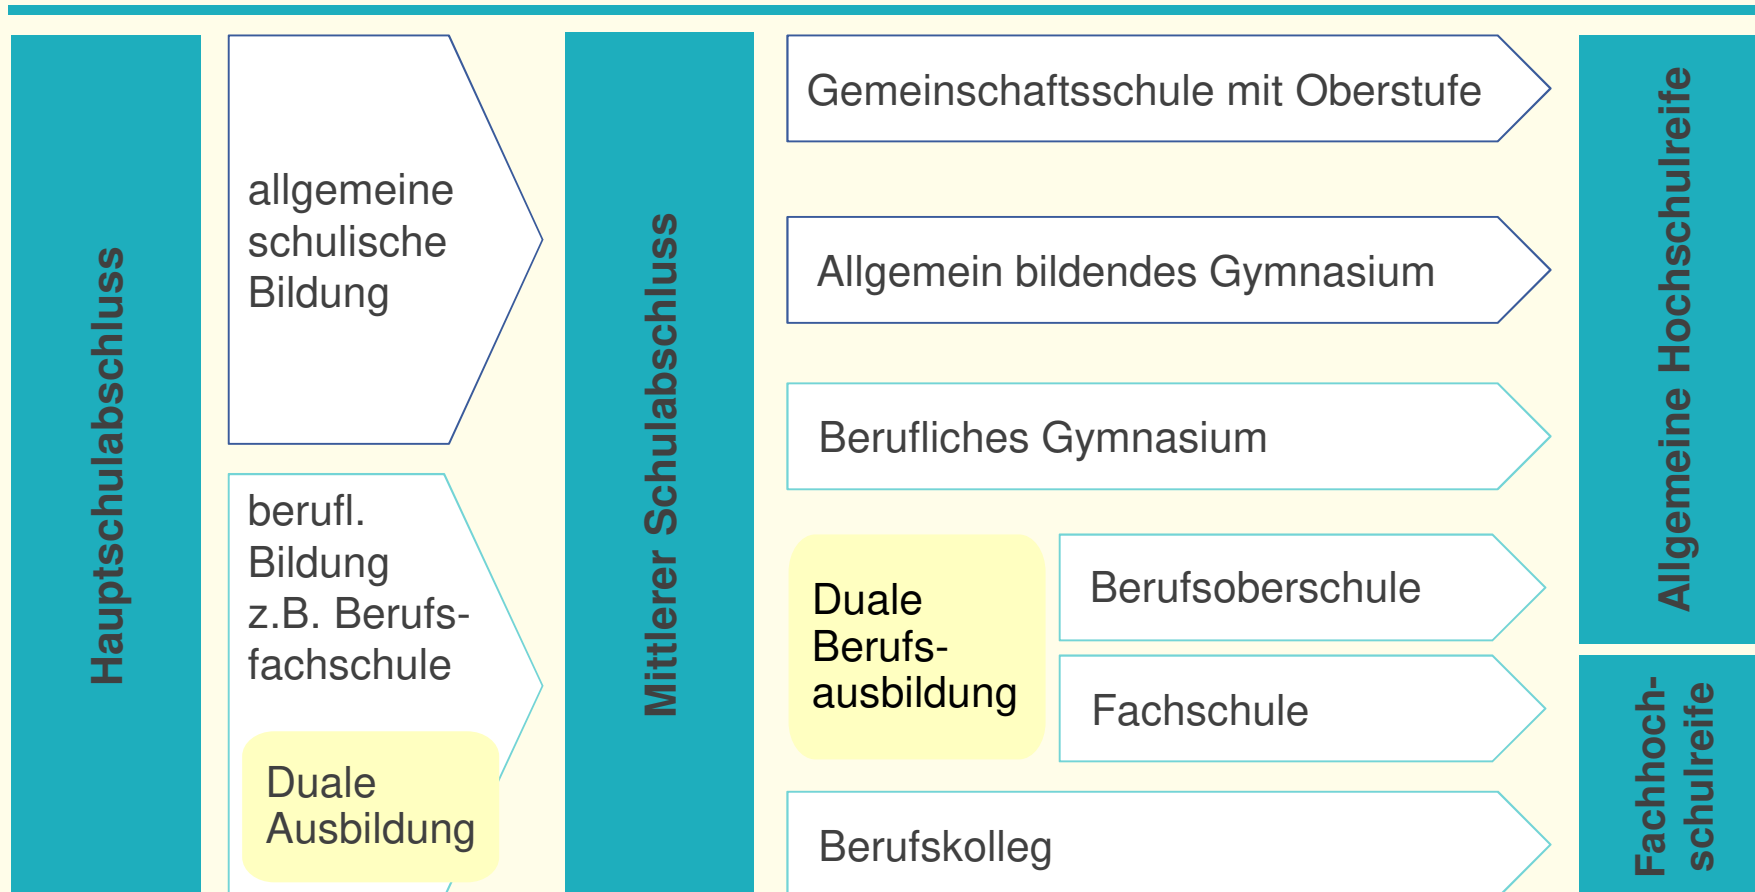 Hauptschulabschluss
allgemeine
schulische
Bildung
berufl.
Bildung
z.B. Berufs-
fachschule
Duale
Ausbildung
Mittlerer Schulabschluss
Gemeinschaftsschule mit Oberstufe
Allgemein bildendes Gymnasium
Berufliches Gymnasium
Duale
Berufs-
ausbildung
Berufsoberschule
Fachschule
Berufskolleg
Allgemeine Hochschulreife
Fachhoch-
schulreife